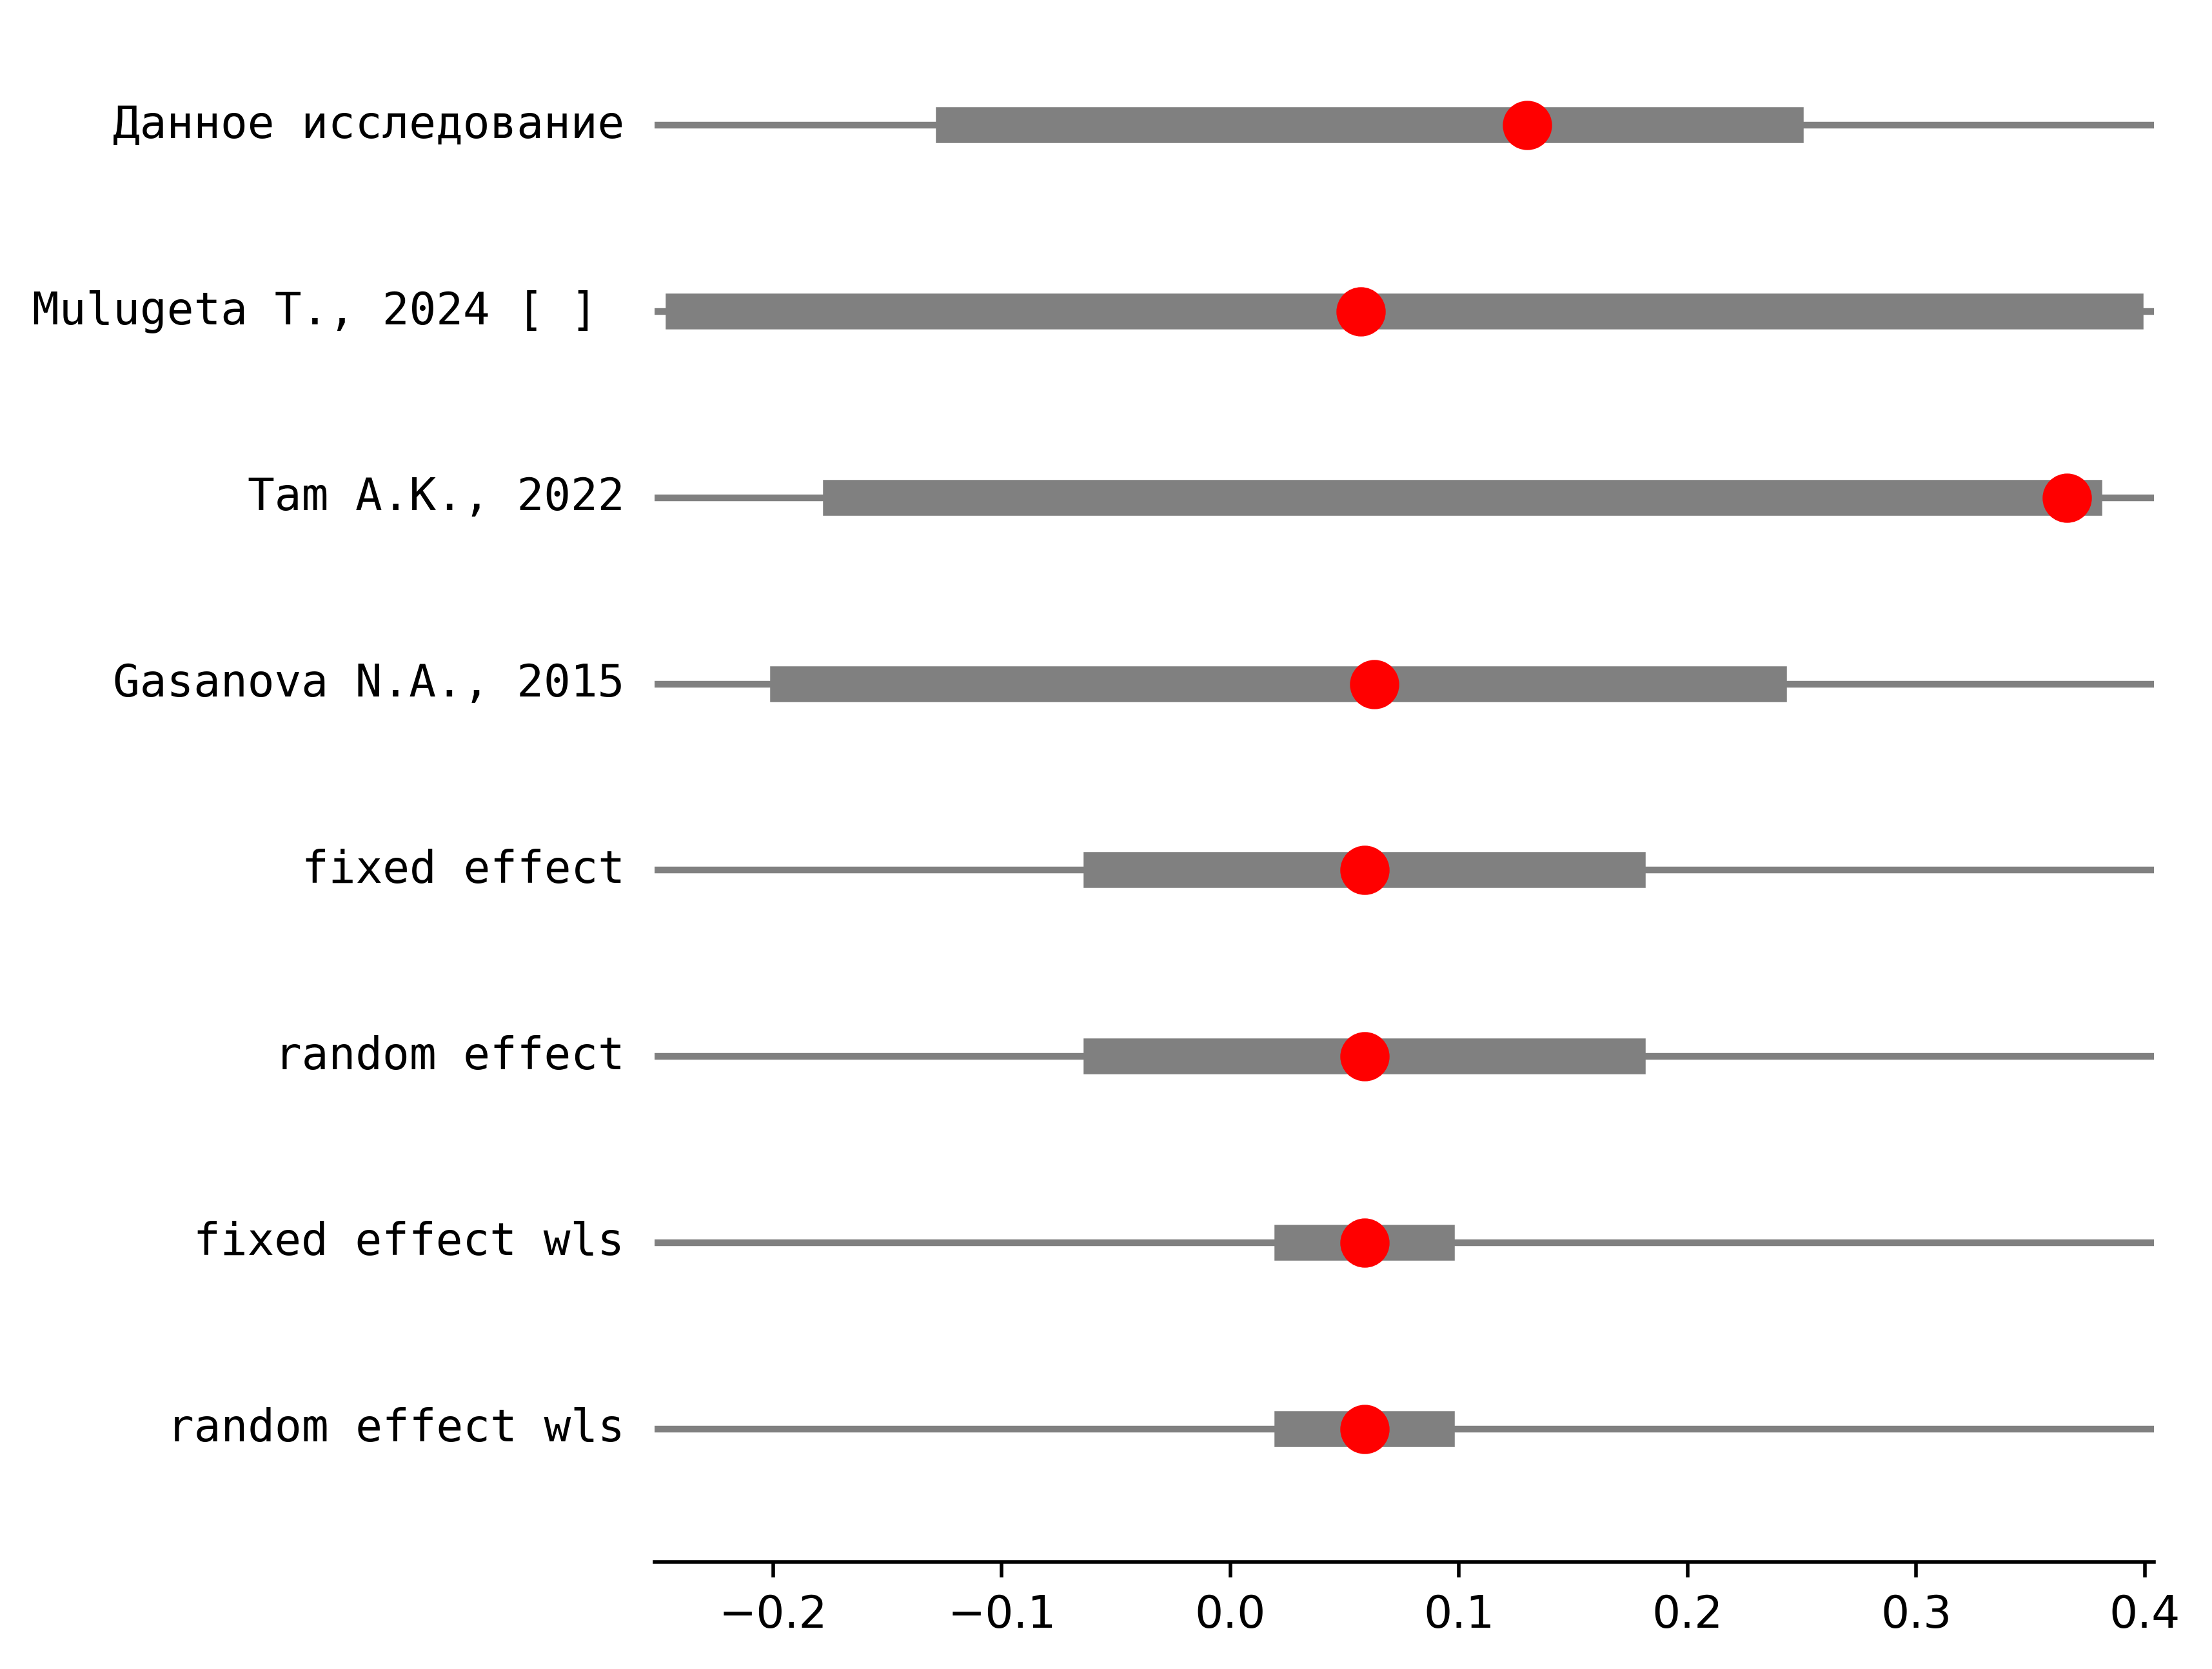 Данное исследование
Mulugeta T., 2024 [ ]
Tam A.K., 2022
Gasanova N.A., 2015
fixed effect
random effect
fixed effect wls
random effect wls
−0.2 −0.1 0.0 0.1 0.2 0.3 0.4